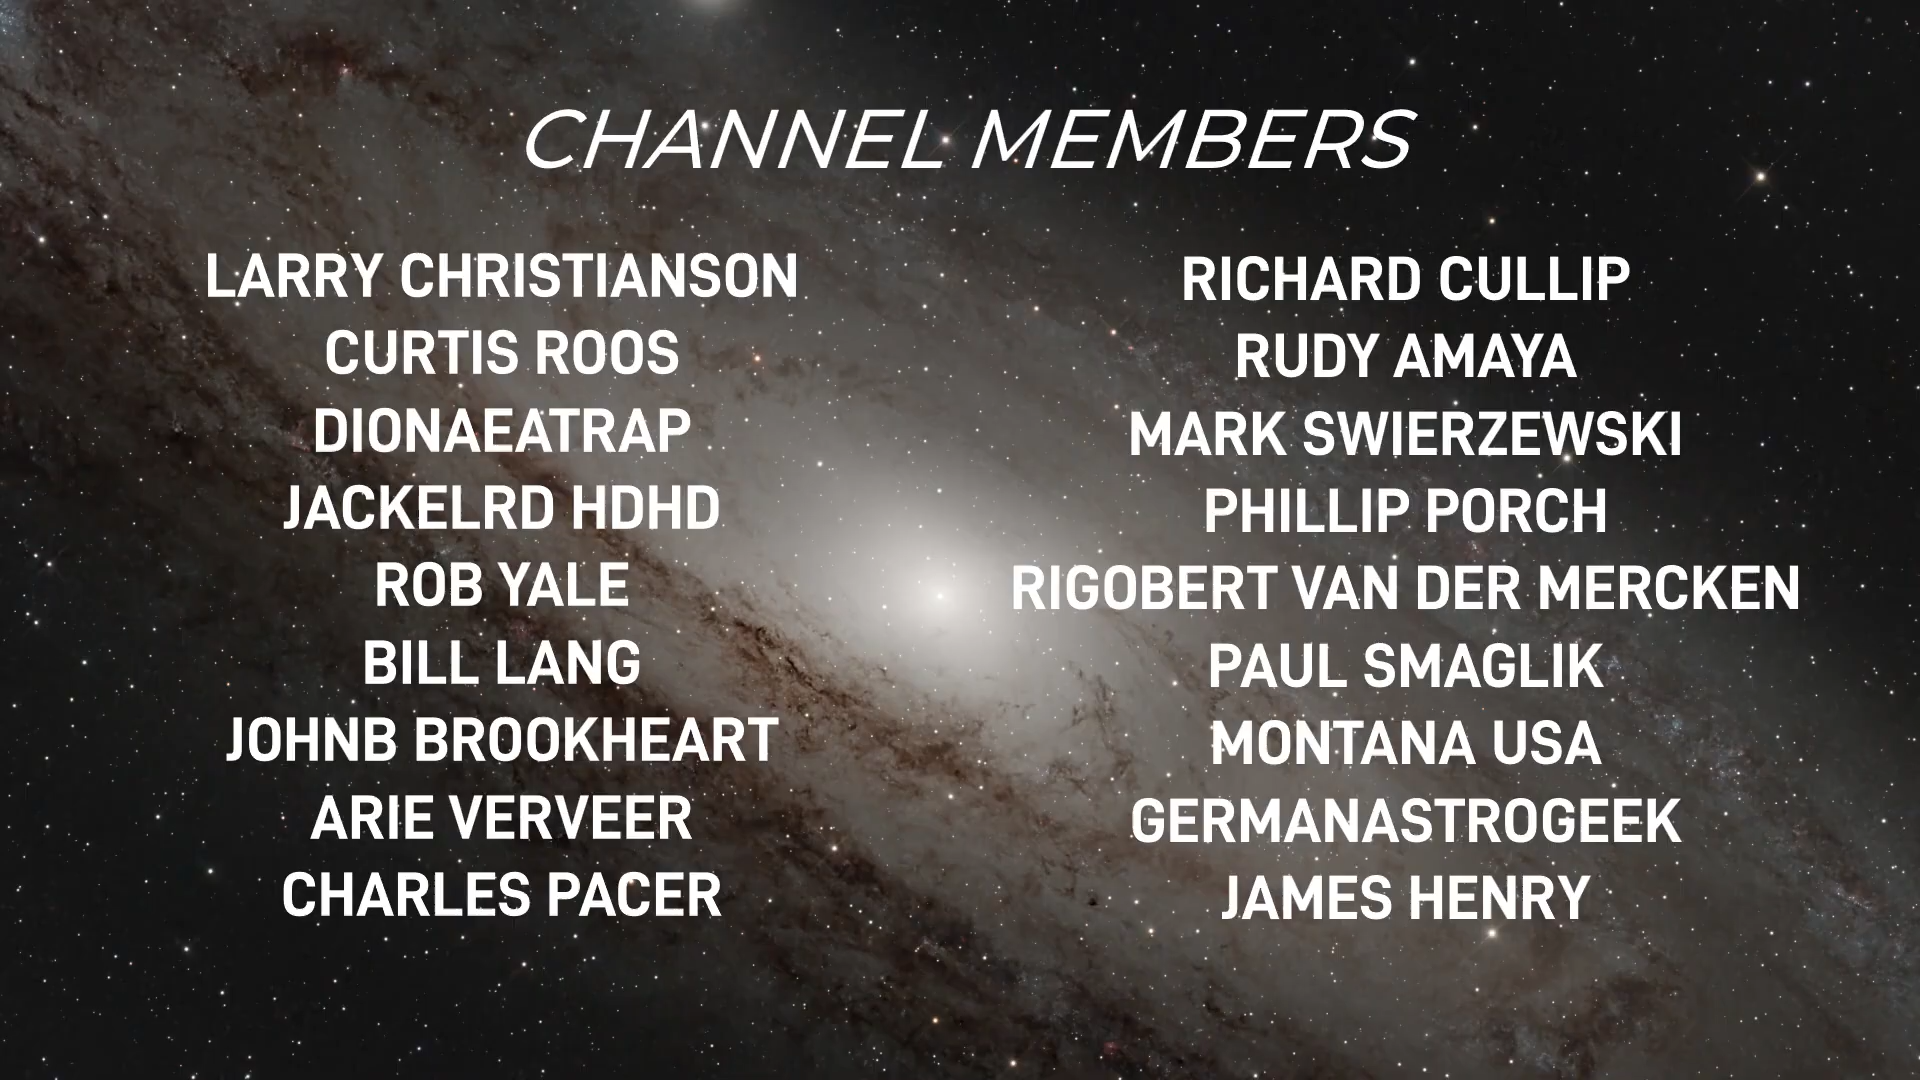 CHANNEL MEMBERS
LARRY CHRISTIANSON
CURTIS ROOS
DIONAEATRAP
JACKELRD HDHD
ROB YALE
BILL LANG
JOHNB BROOKHEART
ARIE VERVEER
CHARLES PACER
RICHARD CULLIP
RUDY AMAYA
MARK SWIERZEWSKI
PHILLIP PORCH
RIGOBERT VAN DER MERCKEN
PAUL SMAGLIK
MONTANA USA
GERMANASTROGEEK
JAMES HENRY